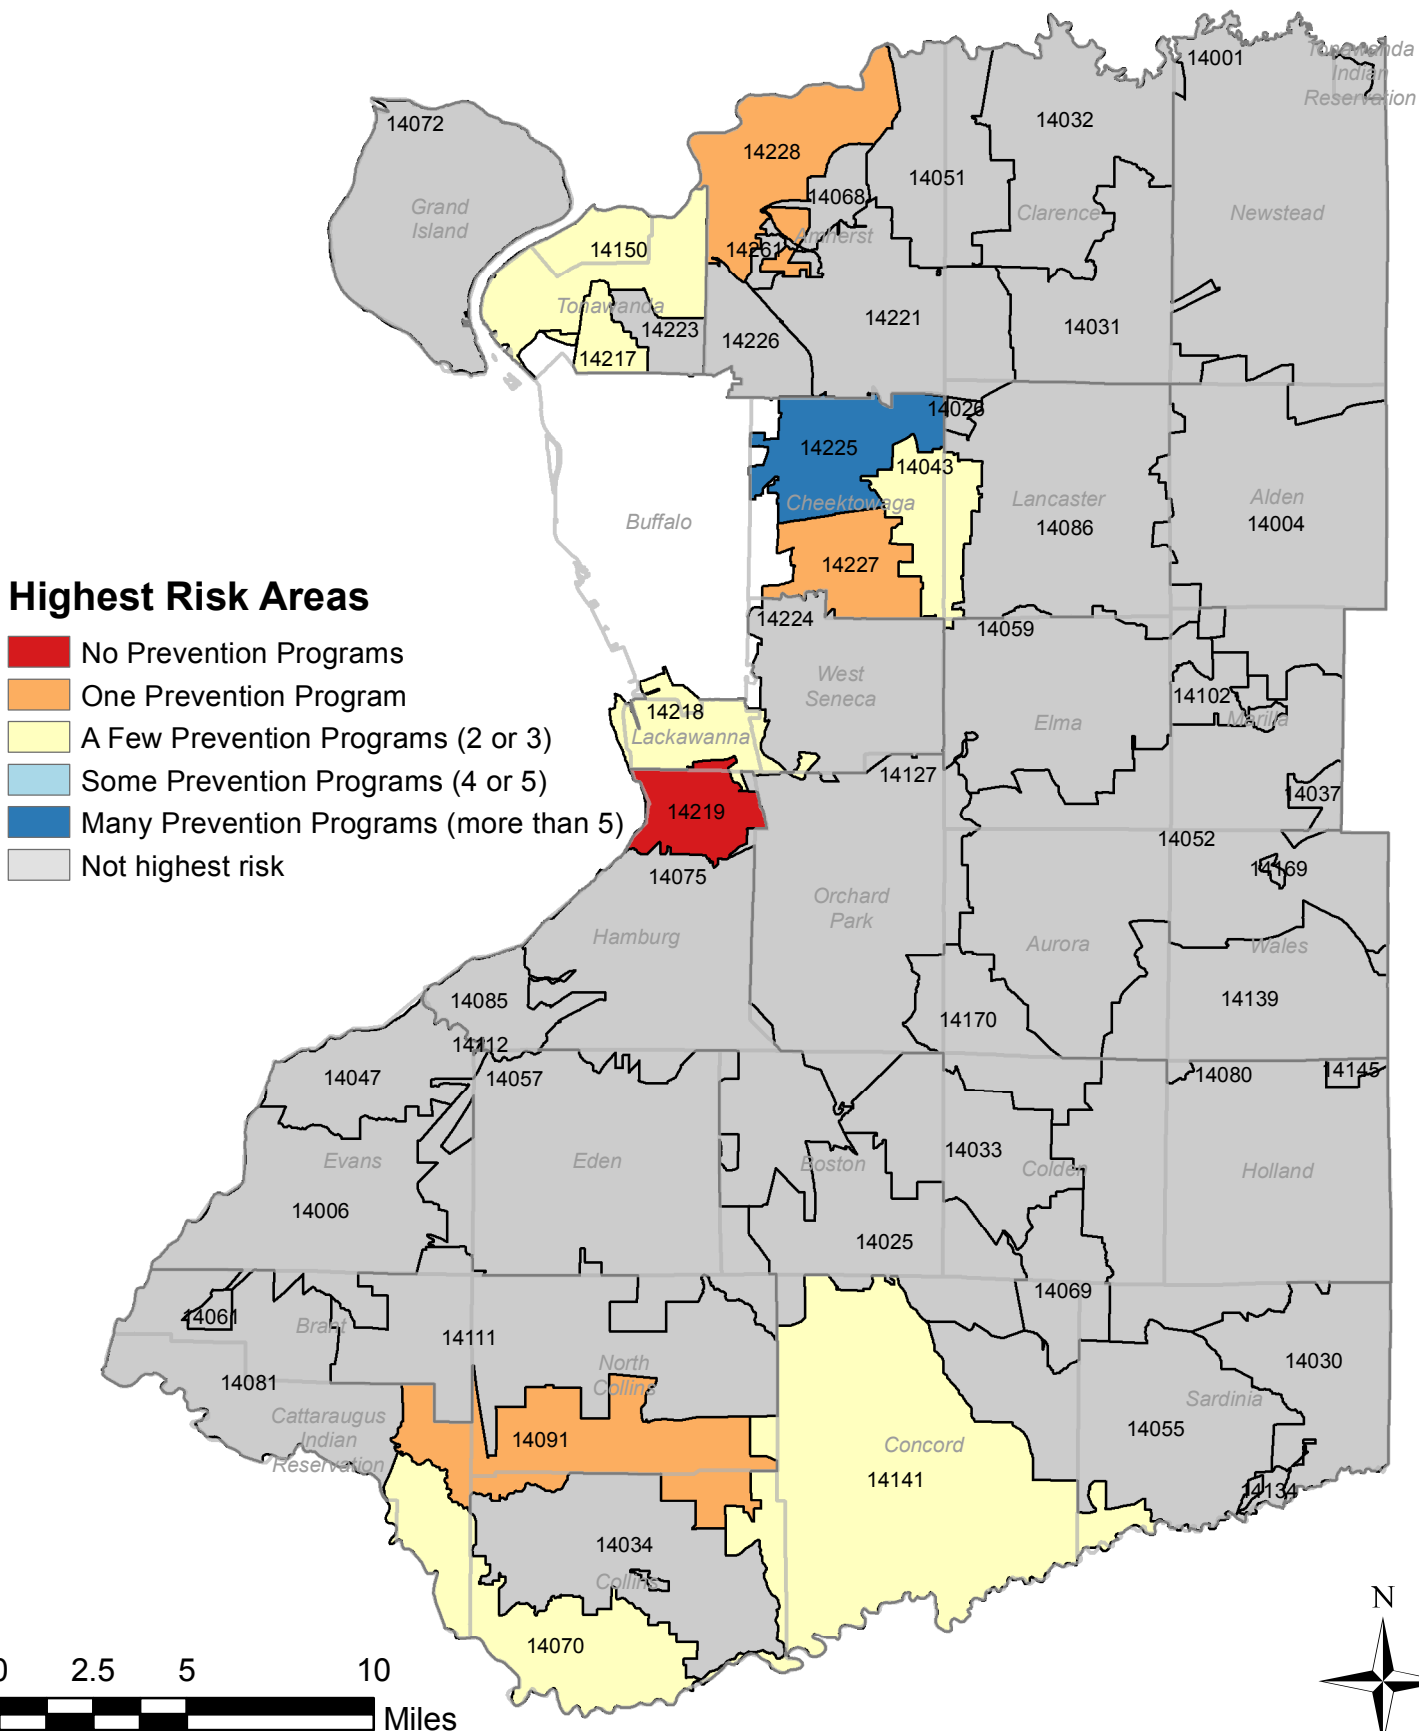 14001
Tonawanda
Indian
Reservation
14072
14032
14228
14051
14068
Grand
Island
Clarence
Newstead
Amherst
14150
14261
Tonawanda
14223
14221
14031
14226
14217
14026
14225
14043
Cheektowaga
Lancaster
Alden
14086
14004
Buffalo
14227
Highest Risk Areas
No Prevention Programs
One Prevention Program
A Few Prevention Programs (2 or 3)
Some Prevention Programs (4 or 5)
Many Prevention Programs (more than 5)
Not highest risk
14224
14059
West
Seneca
14102
Marilla
Elma
14218
Lackawanna
14127
14037
14219
14052
14075
14169
Orchard
Park
Hamburg
Aurora
Wales
14085
14139
14170
14112
14047
14057
14080
14145
14033
Evans
Eden
Boston
Colden
Holland
14006
14025
14069
14061
Brant
14111
14030
North
Collins
14081
Sardinia
Cattaraugus
Indian
Reservation
14091
14055
Concord
14141
14134
14034
Collins
14070
N
0 2.5 5 10
Miles